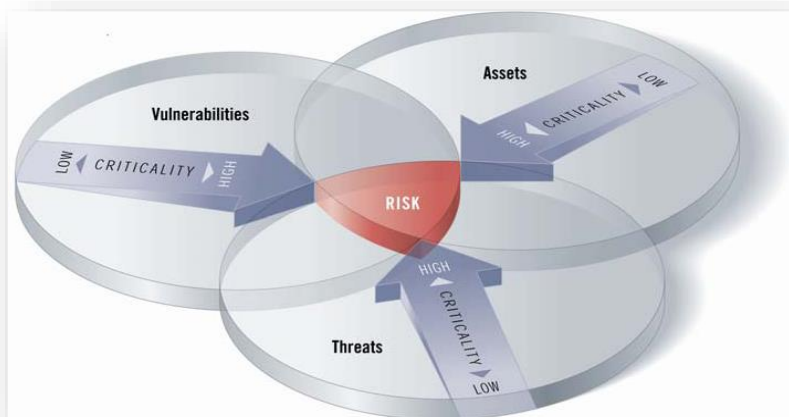 Assets
LOW
CRITICALITY
HIGH
Vulnerabilities
LOW
CRITICALITY
HIGH
RISK
HIGH
CRITICALITY
LOW
Threats